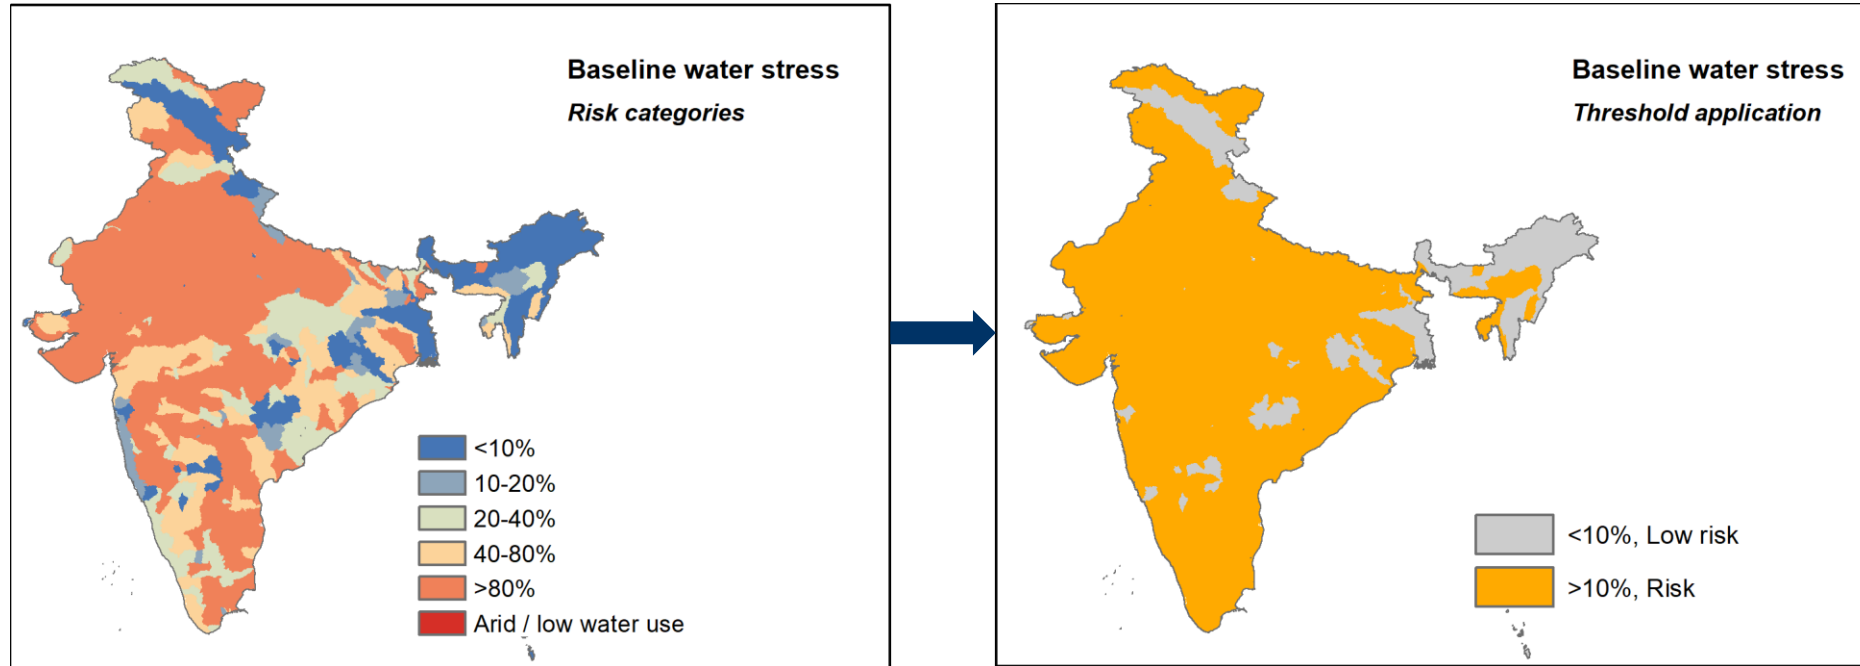 Baseline water stress
Risk categories
<10%
10-20%
20-40%
40-80%
>80%
Arid / low water use
Baseline water stress
Threshold application
<10%, Low risk
>10%, Risk